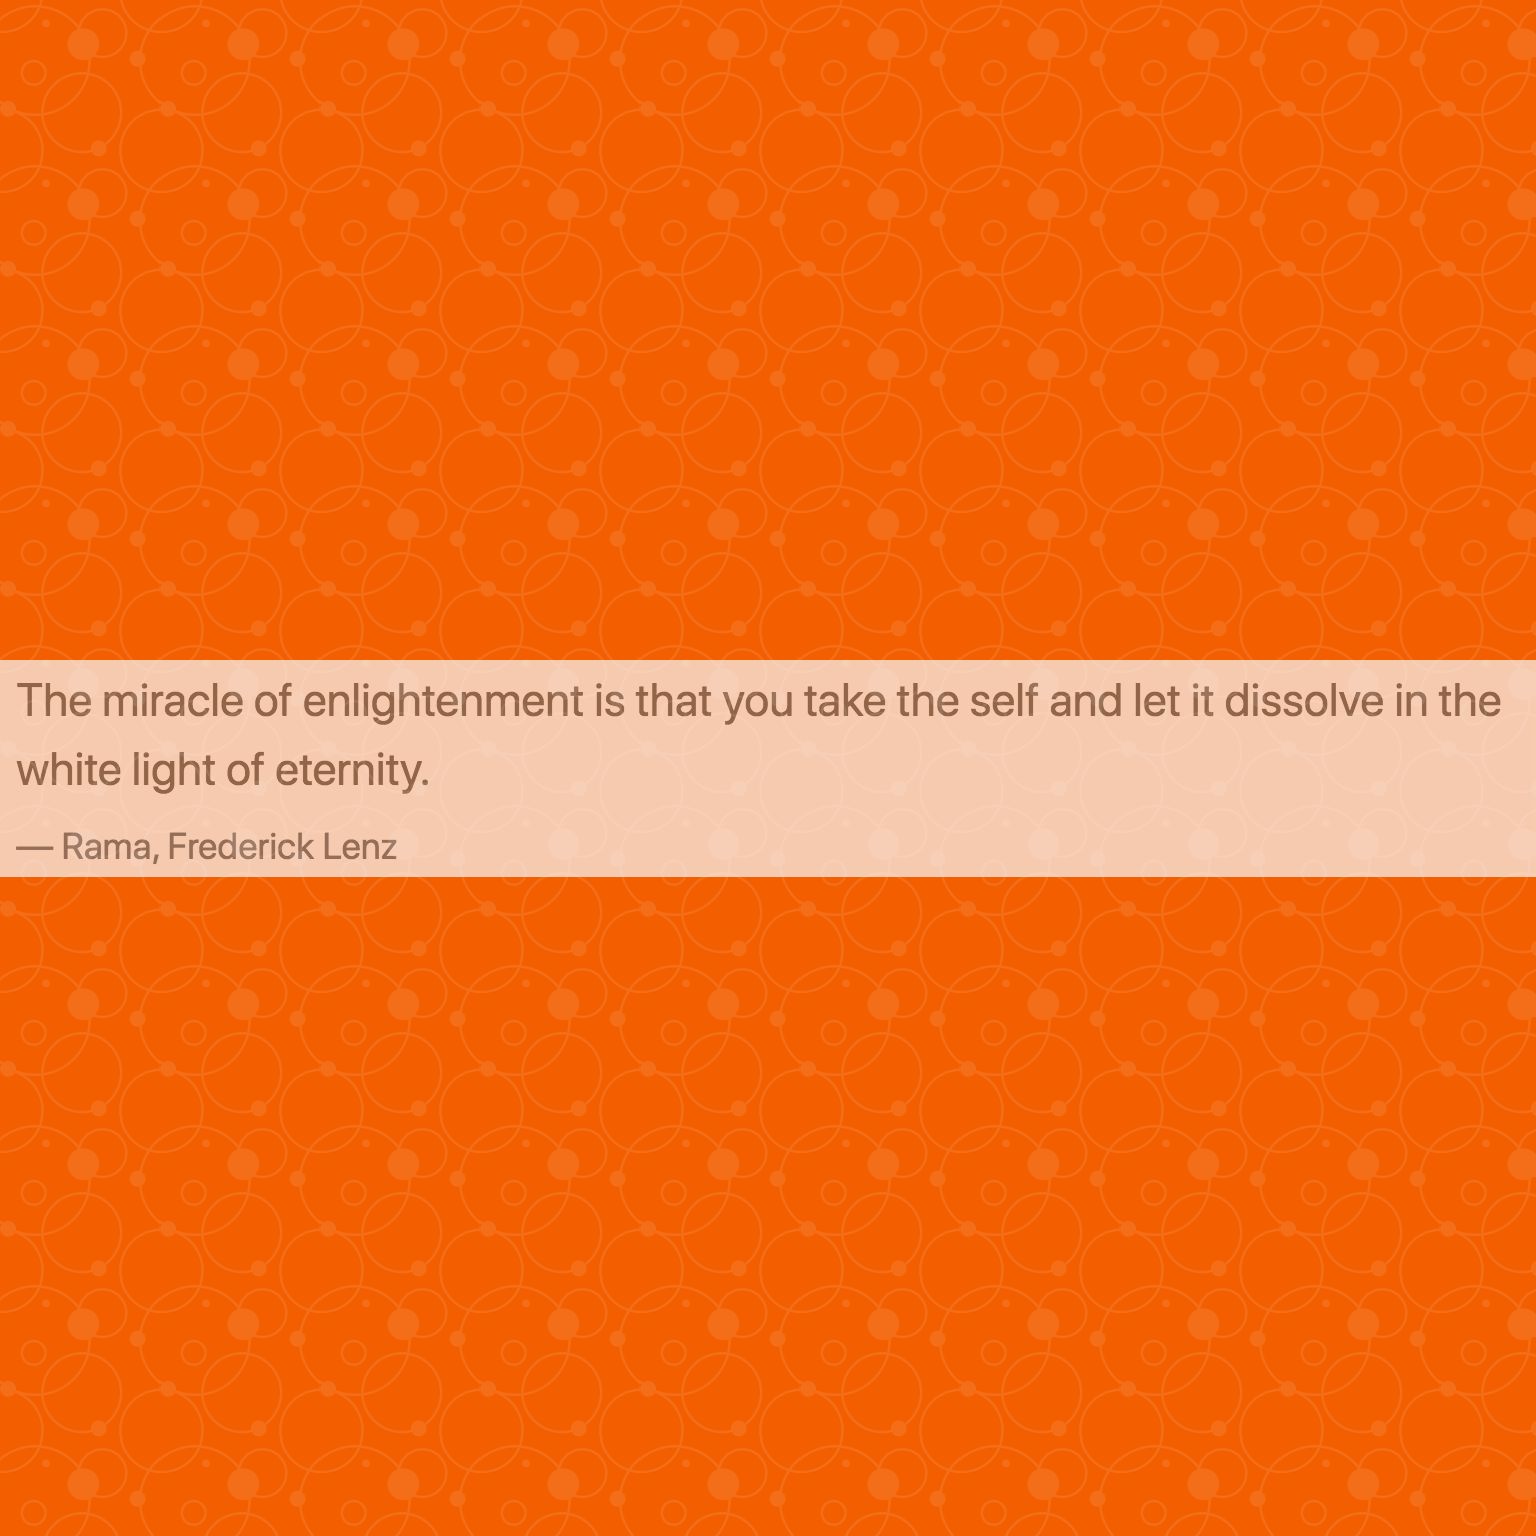 The miracle of enlightenment is that you take the self and let it dissolve in the
white light of eternity.
— Rama, Frederick Lenz